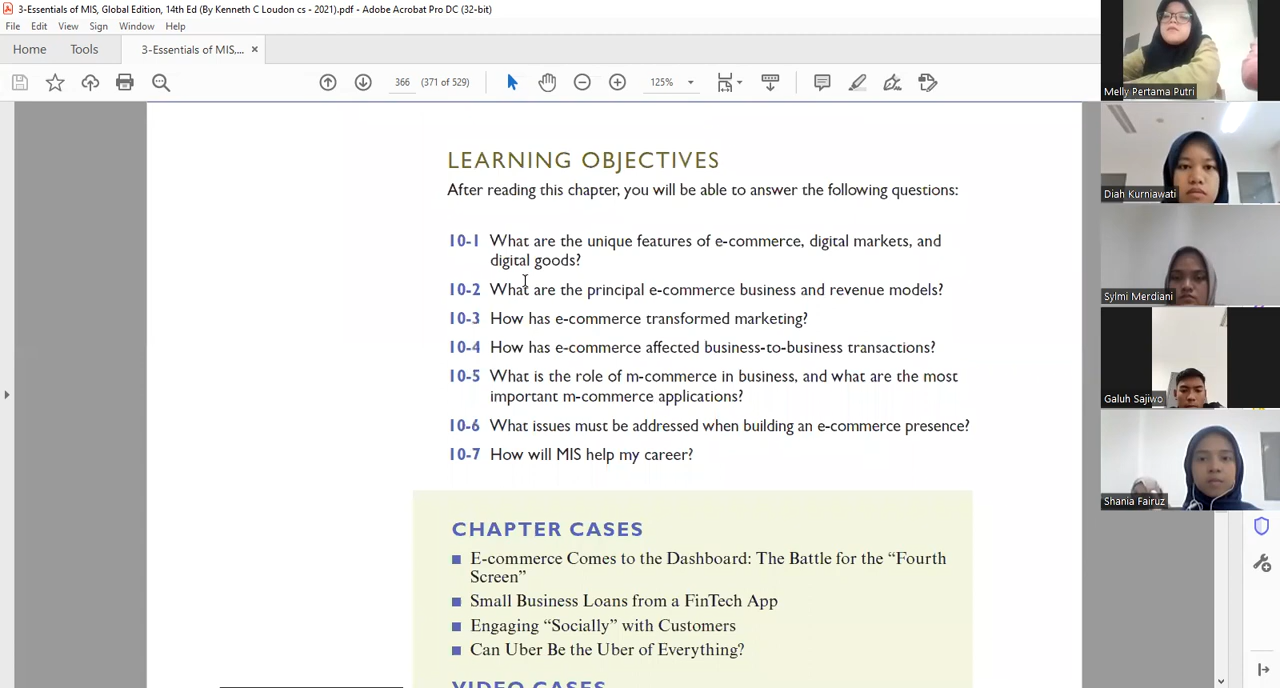 3-Essentials of MIS, Global Edition, 14th Ed (By Kenneth C Loudon cs - 2021).pdf - Adobe Acrobat Pro DC (32-bit)
File Edit View Sign Window Help
Home Tools 3-Essentials of MIS,... ×
366 (371 of 529) 125%
LEARNING OBJECTIVES
After reading this chapter, you will be able to answer the following questions:
10-1 What are the unique features of e-commerce, digital markets, and
digital goods?
10-2 What are the principal e-commerce business and revenue models?
10-3 How has e-commerce transformed marketing?
10-4 How has e-commerce affected business-to-business transactions?
10-5 What is the role of m-commerce in business, and what are the most
important m-commerce applications?
10-6 What issues must be addressed when building an e-commerce presence?
10-7 How will MIS help my career?
CHAPTER CASES
E-commerce Comes to the Dashboard: The Battle for the “Fourth
Screen”
Small Business Loans from a FinTech App
Engaging “Socially” with Customers
Can Uber Be the Uber of Everything?
VIDEO CASES
Melly Pertama Putri
Diah Kurniawati
Sylmi Merdiani
Galuh Sajiwo
Shania Fairuz